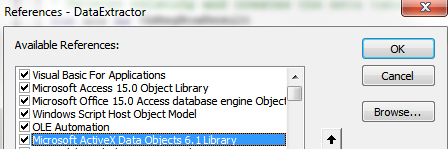 References - DataExtractor
Available References:
OK
Visual Basic For Applications
Microsoft Access 15.0 Object Library
Cancel
Microsoft Office 15.0 Access database engine Object
Windows Script Host Object Model
Browse...
OLE Automation
Microsoft ActiveX Data Objects 6.1 Library